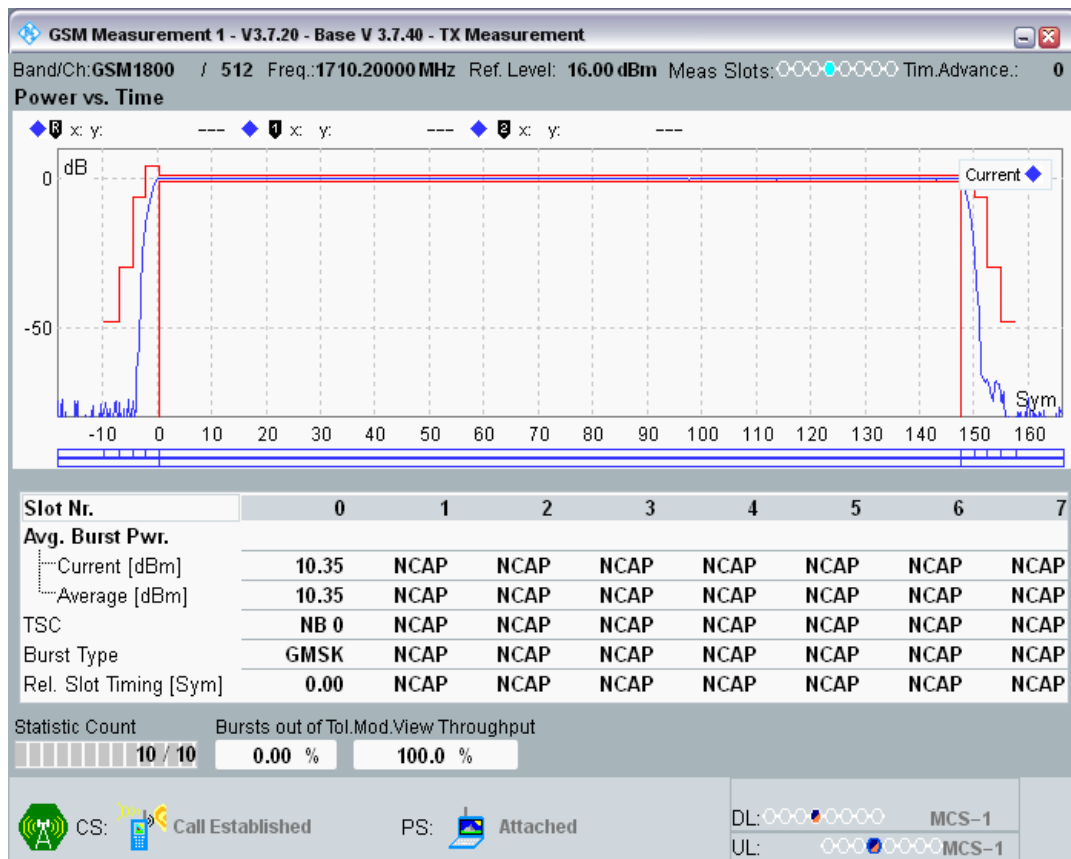 GSM Measurement 1 - V3.7.20 - Base V 3.7.40 - TX Measurement
Band/Ch:GSM1800 / 512 Freq.:1710.20000 MHz Ref. Level: 16.00 dBm Meas Slots: Tim.Advance.: 0
Power vs. Time
R x: y: --- 1 x: y: --- 2 x: y: ---
dB
0
Current
-50
Sym
-10 0 10 20 30 40 50 60 70 80 90 100 110 120 130 140 150 160
Slot Nr. 0 1 2 3 4 5 6 7
Avg. Burst Pwr.
Current [dBm] 10.35 NCAP NCAP NCAP NCAP NCAP NCAP NCAP
Average [dBm] 10.35 NCAP NCAP NCAP NCAP NCAP NCAP NCAP
TSC NB 0 NCAP NCAP NCAP NCAP NCAP NCAP NCAP
Burst Type GMSK NCAP NCAP NCAP NCAP NCAP NCAP NCAP
Rel. Slot Timing [Sym] 0.00 NCAP NCAP NCAP NCAP NCAP NCAP NCAP
Statistic Count Bursts out of Tol.Mod.View Throughput
10 / 10 0.00 % 100.0 %
CS: Call Established PS: Attached
DL: MCS-1
UL: MCS-1